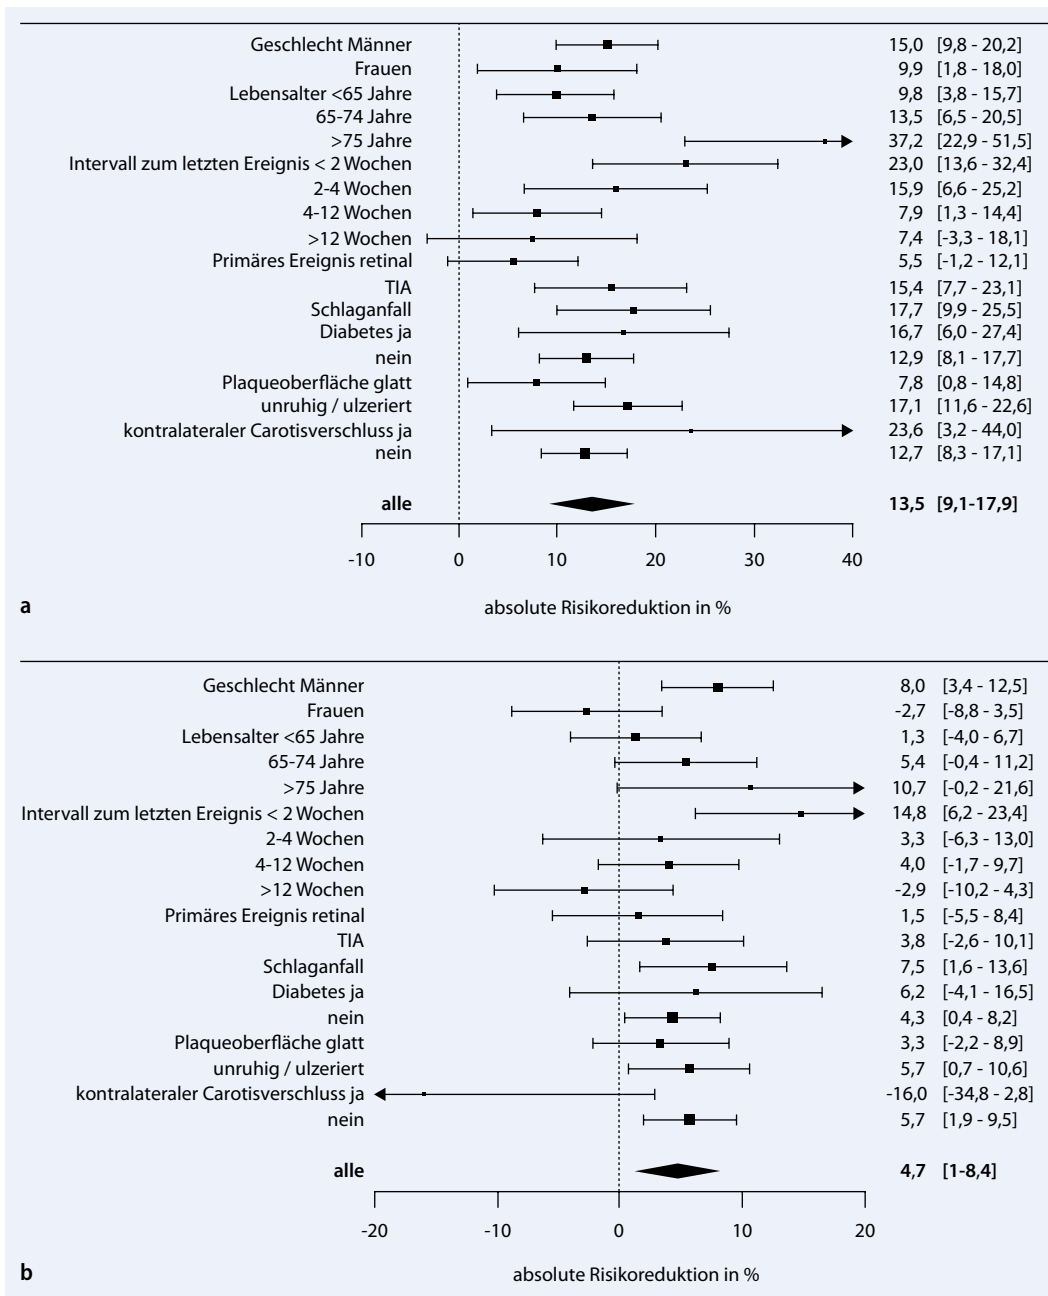 Geschlecht Männer 15,0 [9,8 - 20,2]
Frauen 9,9 [1,8 - 18,0]
Lebensalter <65 Jahre 9,8 [3,8 - 15,7]
65-74 Jahre 13,5 [6,5 - 20,5]
>75 Jahre 37,2 [22,9 - 51,5]
Intervall zum letzten Ereignis < 2 Wochen 23,0 [13,6 - 32,4]
2-4 Wochen 15,9 [6,6 - 25,2]
4-12 Wochen 7,9 [1,3 - 14,4]
>12 Wochen 7,4 [-3,3 - 18,1]
Primäres Ereignis retinal 5,5 [-1,2 - 12,1]
TIA 15,4 [7,7 - 23,1]
Schlaganfall 17,7 [9,9 - 25,5]
Diabetes ja 16,7 [6,0 - 27,4]
nein 12,9 [8,1 - 17,7]
Plaqueoberfläche glatt 7,8 [0,8 - 14,8]
unruhig / ulzeriert 17,1 [11,6 - 22,6]
kontralateraler Carotisverschluss ja 23,6 [3,2 - 44,0]
nein 12,7 [8,3 - 17,1]
alle 13,5 [9,1-17,9]
-10 0 10 20 30 40
a absolute Risikoreduktion in %
Geschlecht Männer 8,0 [3,4 - 12,5]
Frauen -2,7 [-8,8 - 3,5]
Lebensalter <65 Jahre 1,3 [-4,0 - 6,7]
65-74 Jahre 5,4 [-0,4 - 11,2]
>75 Jahre 10,7 [-0,2 - 21,6]
Intervall zum letzten Ereignis < 2 Wochen 14,8 [6,2 - 23,4]
2-4 Wochen 3,3 [-6,3 - 13,0]
4-12 Wochen 4,0 [-1,7 - 9,7]
>12 Wochen -2,9 [-10,2 - 4,3]
Primäres Ereignis retinal 1,5 [-5,5 - 8,4]
TIA 3,8 [-2,6 - 10,1]
Schlaganfall 7,5 [1,6 - 13,6]
Diabetes ja 6,2 [-4,1 - 16,5]
nein 4,3 [0,4 - 8,2]
Plaqueoberfläche glatt 3,3 [-2,2 - 8,9]
unruhig / ulzeriert 5,7 [0,7 - 10,6]
kontralateraler Carotisverschluss ja -16,0 [-34,8 - 2,8]
nein 5,7 [1,9 - 9,5]
alle 4,7 [1-8,4]
-20 -10 0 10 20
b absolute Risikoreduktion in %